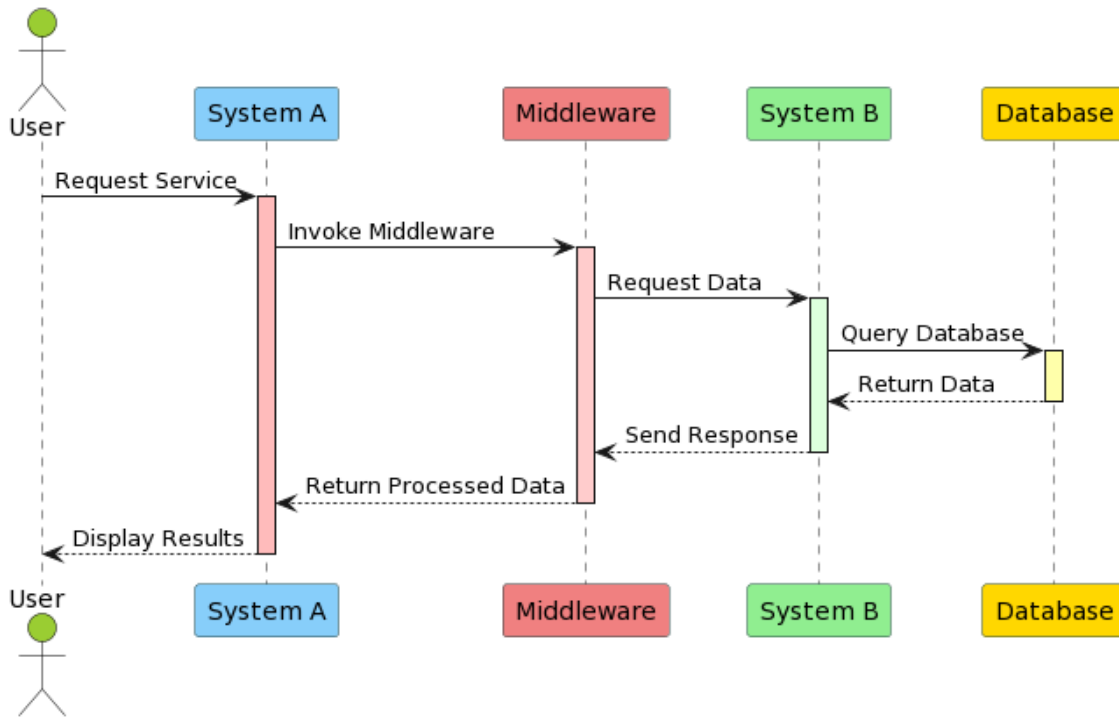 User
System A
Middleware
System B
Database
Request Service
Invoke Middleware
Request Data
Query Database
Return Data
Send Response
Return Processed Data
Display Results
User
System A
Middleware
System B
Database